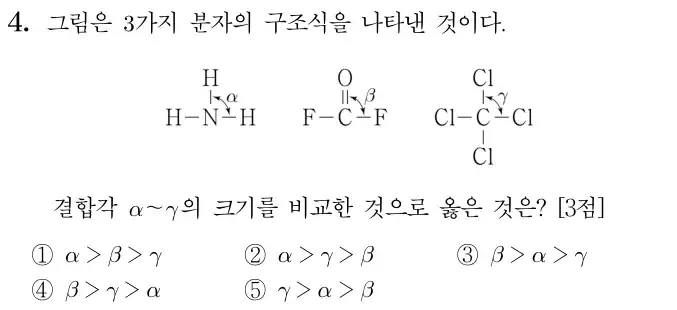 4. 그림은 3가지 분자의 구조식을 나타낸 것이다.
H O Cl
α β γ
H-N-H F-C-F Cl-C-Cl
Cl
결합각 α~γ의 크기를 비교한 것으로 옳은 것은? [3점]
① α>β>γ ② α>γ>β ③ β>α>γ
④ β>γ>α ⑤ γ>α>β